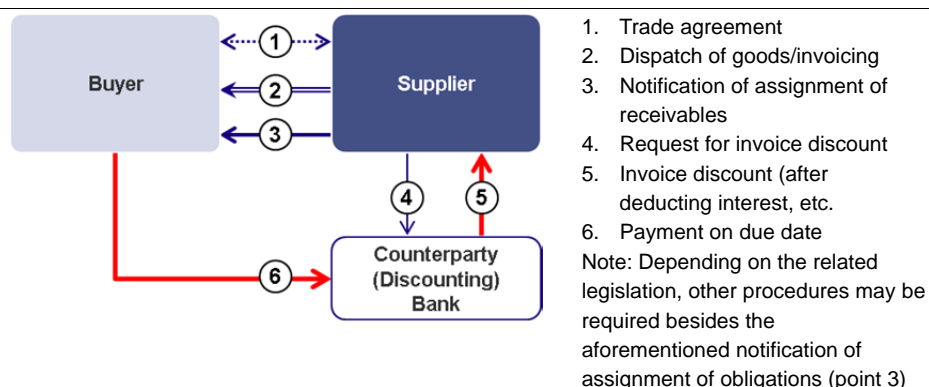 Buyer
1
2
3
Supplier
4
5
6
Counterparty
(Discounting)
Bank
1. Trade agreement
2. Dispatch of goods/invoicing
3. Notification of assignment of
receivables
4. Request for invoice discount
5. Invoice discount (after
deducting interest, etc.
6. Payment on due date
Note: Depending on the related
legislation, other procedures may be
required besides the
aforementioned notification of
assignment of obligations (point 3)